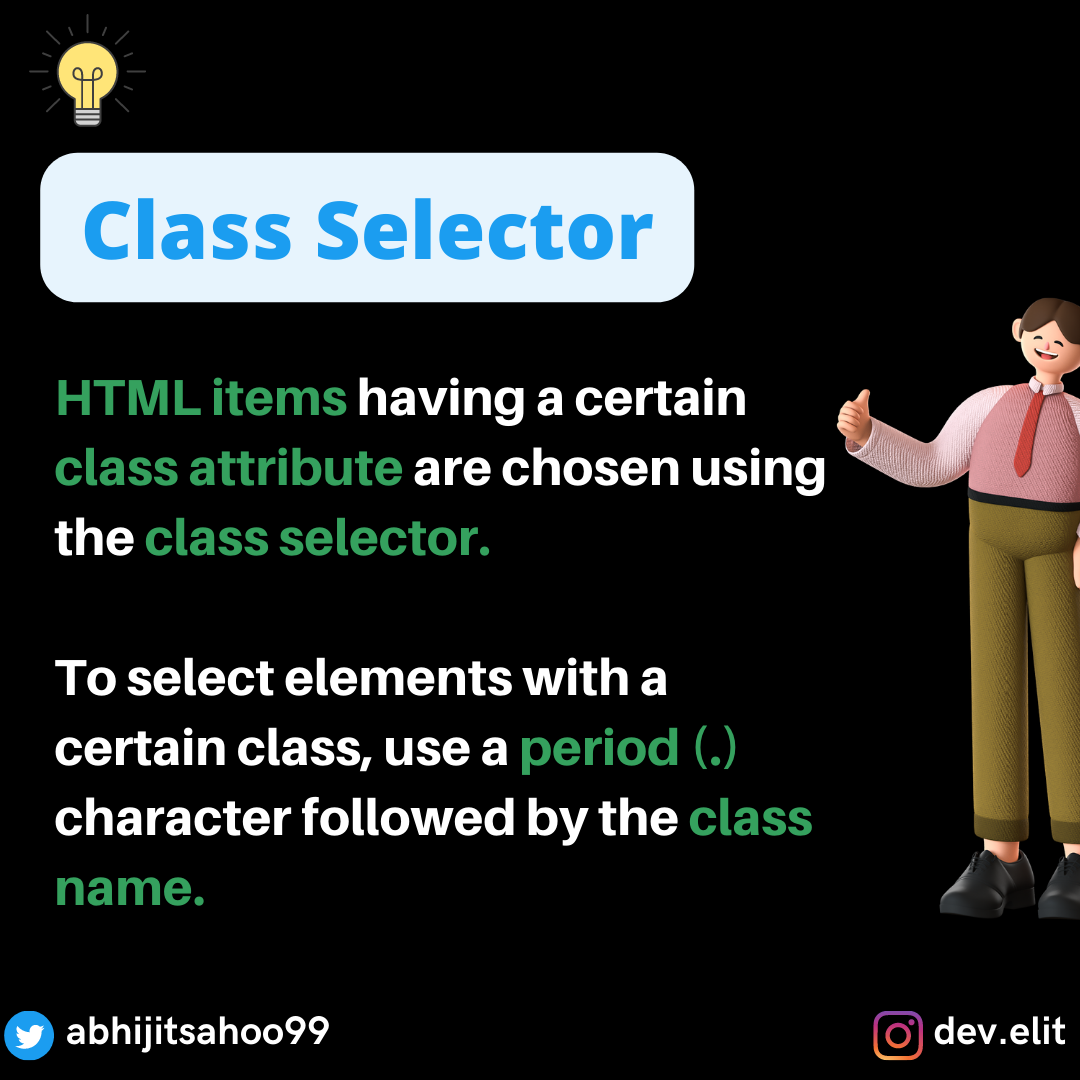 Class Selector
HTML items having a certain
class attribute are chosen using
the class selector.
To select elements with a
certain class, use a period (.)
character followed by the class
name.
abhijitsahoo99
dev.elit